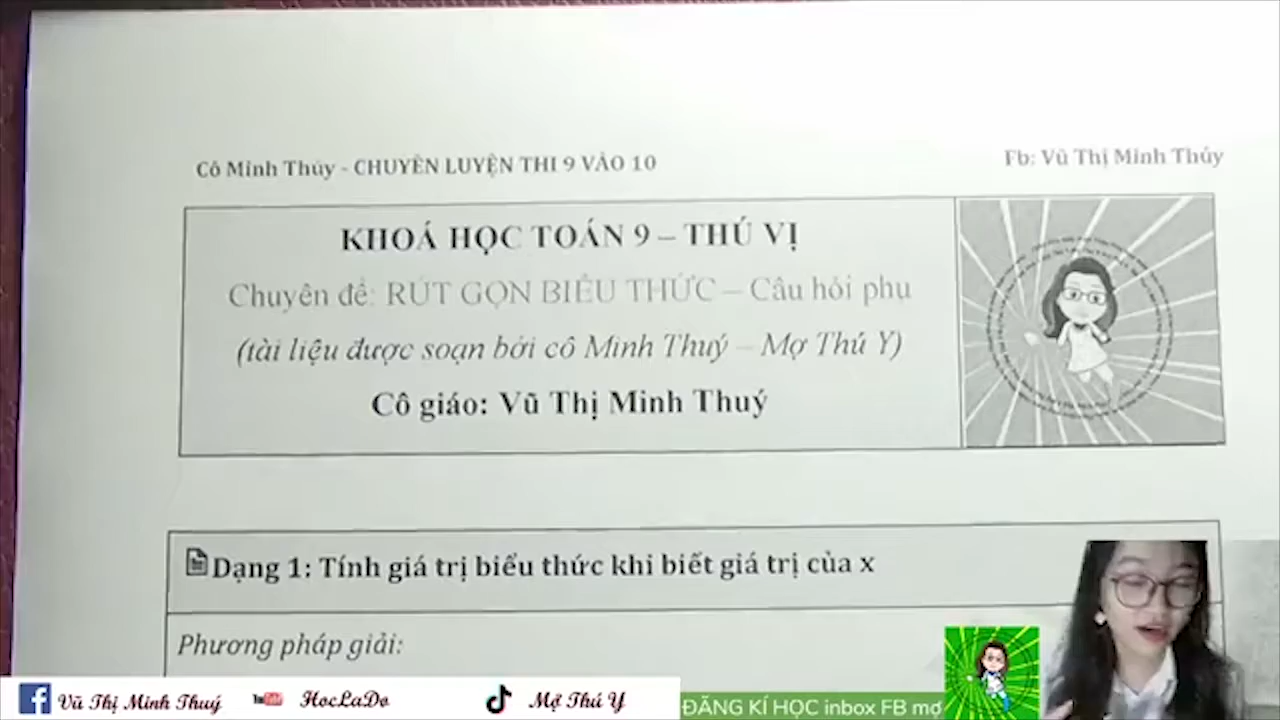 Cô Minh Thúy - CHUYÊN LUYỆN THI 9 VÀO 10
Fb: Vũ Thị Minh Thúy
KHOÁ HỌC TOÁN 9 – THÚ VỊ
Chuyên đề: RÚT GỌN BIỂU THỨC – Câu hỏi phụ
(tài liệu được soạn bởi cô Minh Thuý – Mợ Thú Y)
Cô giáo: Vũ Thị Minh Thuý
Dạng 1: Tính giá trị biểu thức khi biết giá trị của x
Phương pháp giải:
Vũ Thị Minh Thuý
YouTube HocLaDo
Mợ Thú Y
ĐĂNG KÍ HỌC inbox FB mợ